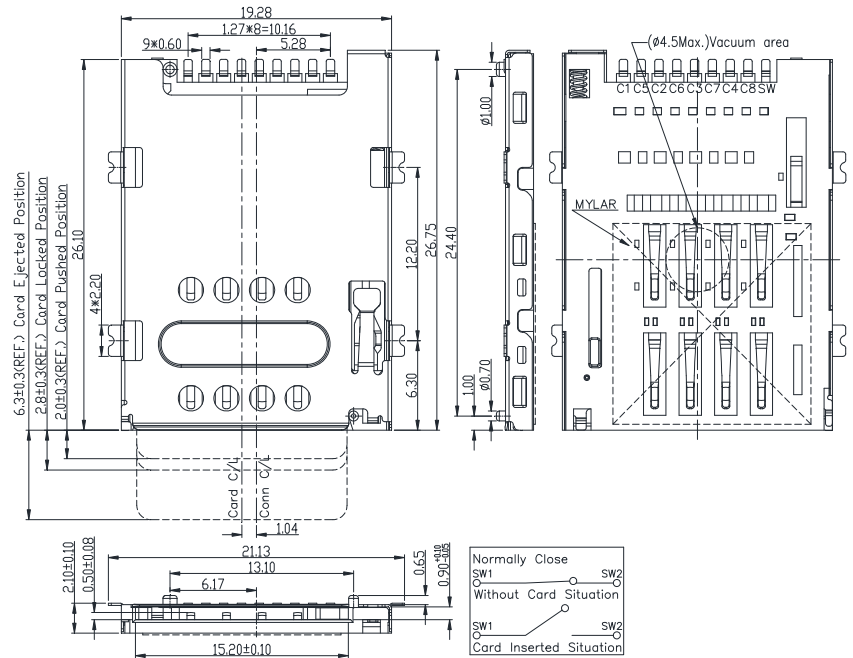 19.28
1.27*8=10.16
9*0.60
5.28
6.3±0.3(REF.) Card Ejected Position
2.8±0.3(REF.) Card Locked Position
2.0±0.3(REF.) Card Pushed Position
26.10
4*2.20
12.20
6.30
26.75
24.40
ø1.00
1.00
ø0.70
Card C/L
Conn C/L
1.04
(ø4.5Max.)Vacuum area
C1 C5 C2 C6 C3 C7 C4 C8 SW
MYLAR
21.13
13.10
6.17
2.10±0.10
0.50±0.08
0.65
0.90+0.10 -0.05
15.20±0.10
Normally Close
SW1 SW2
Without Card Situation
SW1 SW2
Card Inserted Situation